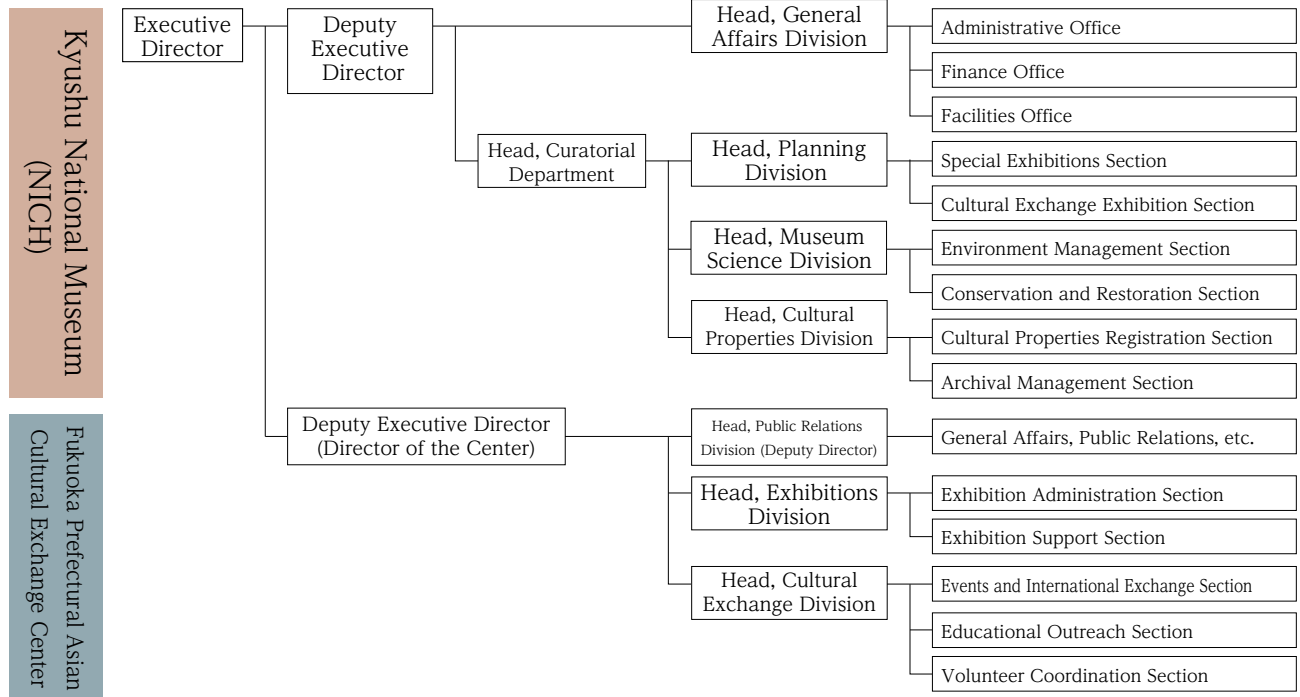 Kyushu National Museum
(NICH)
Executive
Director
Deputy
Executive
Director
Head, General
Affairs Division
Administrative Office
Finance Office
Facilities Office
Head, Curatorial
Department
Head, Planning
Division
Special Exhibitions Section
Cultural Exchange Exhibition Section
Head, Museum
Science Division
Environment Management Section
Conservation and Restoration Section
Head, Cultural
Properties Division
Cultural Properties Registration Section
Archival Management Section
Fukuoka Prefectural Asian
Cultural Exchange Center
Deputy Executive Director
(Director of the Center)
Head, Public Relations
Division (Deputy Director)
General Affairs, Public Relations, etc.
Head, Exhibitions
Division
Exhibition Administration Section
Exhibition Support Section
Head, Cultural
Exchange Division
Events and International Exchange Section
Educational Outreach Section
Volunteer Coordination Section